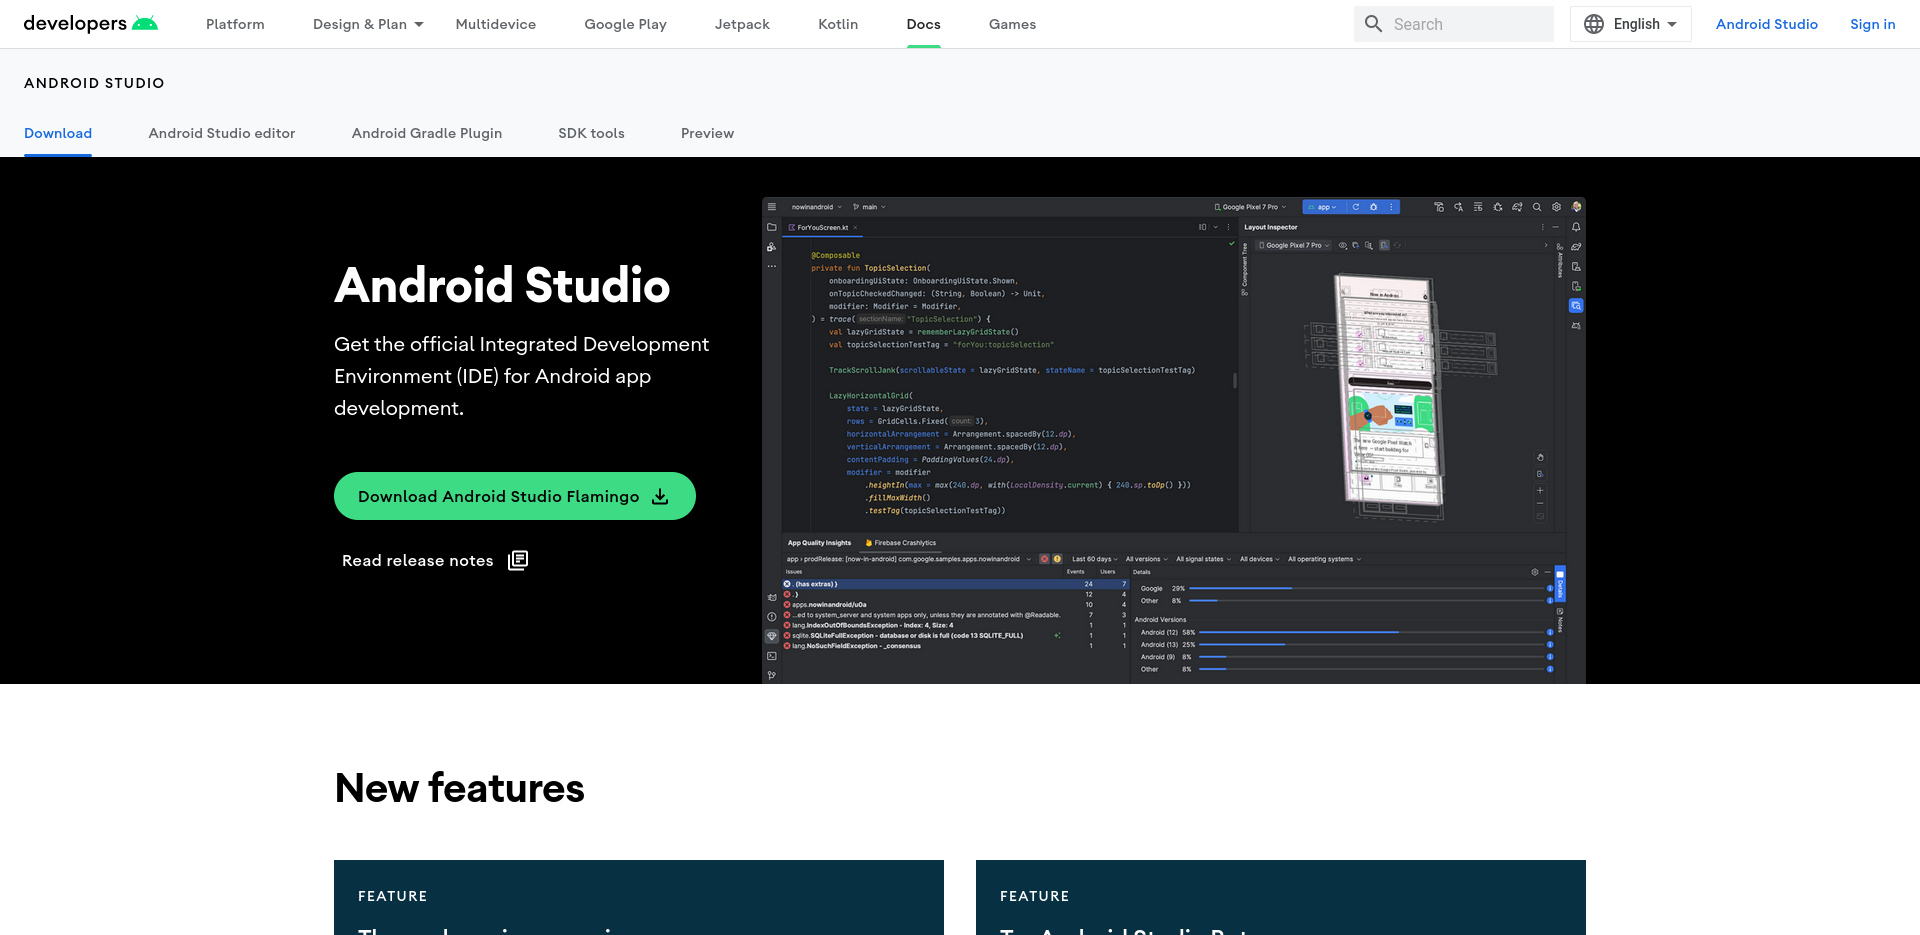 developers
Platform
Design & Plan
Multidevice
Google Play
Jetpack
Kotlin
Docs
Games
Search
English
Android Studio
Sign in
ANDROID STUDIO
Download
Android Studio editor
Android Gradle Plugin
SDK tools
Preview
Android Studio
Get the official Integrated Development
Environment (IDE) for Android app
development.
Download Android Studio Flamingo
Read release notes
nowinandroid
main
Google Pixel 7 Pro
app
ForYouScreen.kt
@Composable
private fun TopicSelection(
onboardingUiState: OnboardingUiState.Shown,
onTopicCheckedChanged: (String, Boolean) -> Unit,
modifier: Modifier = Modifier,
) = trace( sectionName: "TopicSelection") {
val lazyGridState = rememberLazyGridState()
val topicSelectionTestTag = "forYou:topicSelection"
TrackScrollJank(scrollableState = lazyGridState, stateName = topicSelectionTestTag)
LazyHorizontalGrid(
state = lazyGridState,
rows = GridCells.Fixed( count: 3),
horizontalArrangement = Arrangement.spacedBy(12.dp),
verticalArrangement = Arrangement.spacedBy(12.dp),
contentPadding = PaddingValues(24.dp),
modifier = modifier
.heightIn(max = max(240.dp, with(LocalDensity.current) { 240.sp.toDp() }))
.fillMaxWidth()
.testTag(topicSelectionTestTag))
Layout Inspector
Google Pixel 7 Pro
Component Tree
Attributes
App Quality Insights
Firebase Crashlytics
app › prodRelease: [now-in-android] com.google.samples.apps.nowinandroid
Last 60 days
All versions
All signal states
All devices
All operating systems
Issues
Events
Users
. (has extras) }
24
7
. }
12
4
apps.nowinandroid/u0a
10
4
...ed to system_server and system apps only, unless they are annotated with @Readable.
7
3
lang.IndexOutOfBoundsException - Index: 4, Size: 4
1
1
sqlite.SQLiteFullException - database or disk is full (code 13 SQLITE_FULL)
1
1
lang.NoSuchFieldException - _consensus
1
1
Details
Google 29%
Other 8%
Android Versions
Android (12) 58%
Android (13) 25%
Android (9) 8%
Other 8%
Details
Notes
New features
FEATURE
FEATURE